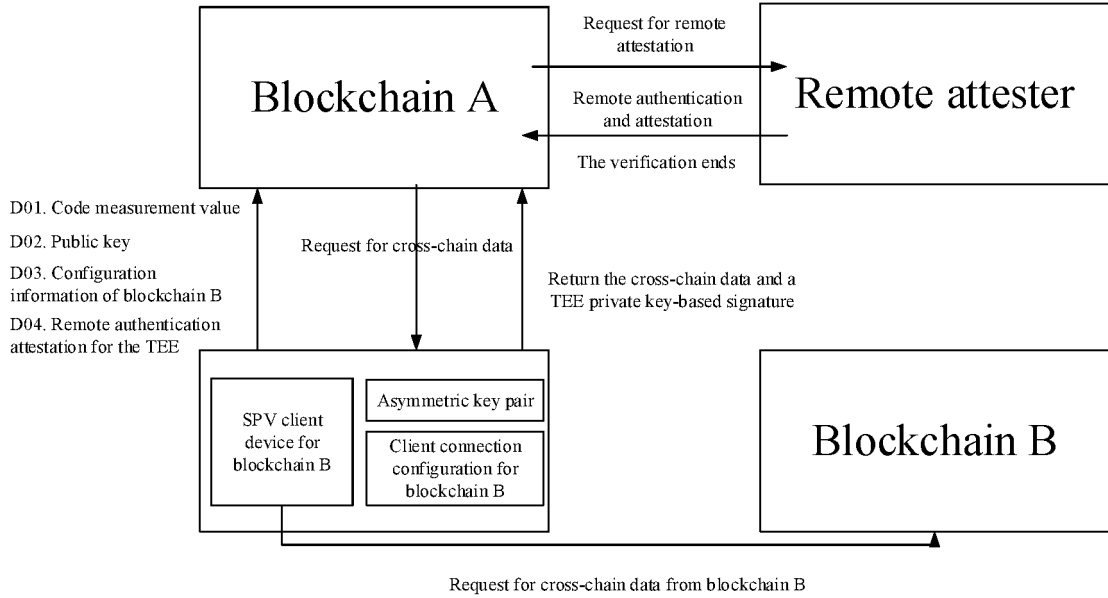 Request for remote
attestation
Blockchain A
Remote attester
Remote authentication
and attestation
The verification ends
D01. Code measurement value
D02. Public key
D03. Configuration
information of blockchain B
D04. Remote authentication
attestation for the TEE
Request for cross-chain data
Return the cross-chain data and a
TEE private key-based signature
SPV client
device for
blockchain B
Asymmetric key pair
Client connection
configuration for
blockchain B
Blockchain B
Request for cross-chain data from blockchain B